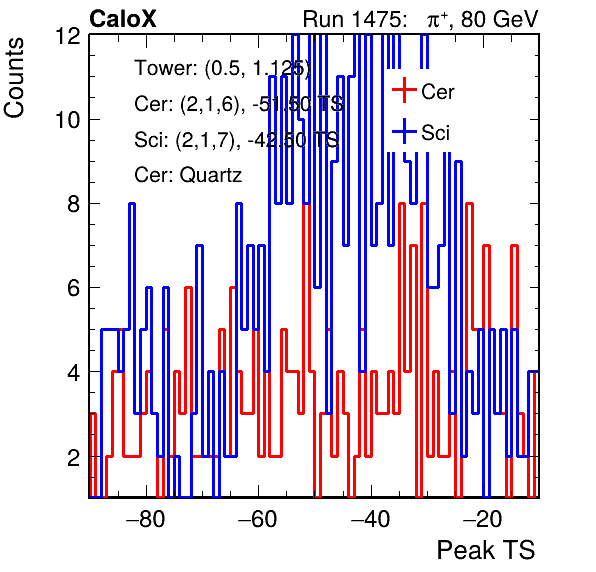 CaloX Run 1475: π⁺, 80 GeV
Counts
12
10
8
6
4
2
Tower: (0.5, 1.125)
Cer: (2,1,6), -51.50 TS
Sci: (2,1,7), -42.50 TS
Cer: Quartz
Cer
Sci
−80 −60 −40 −20
Peak TS